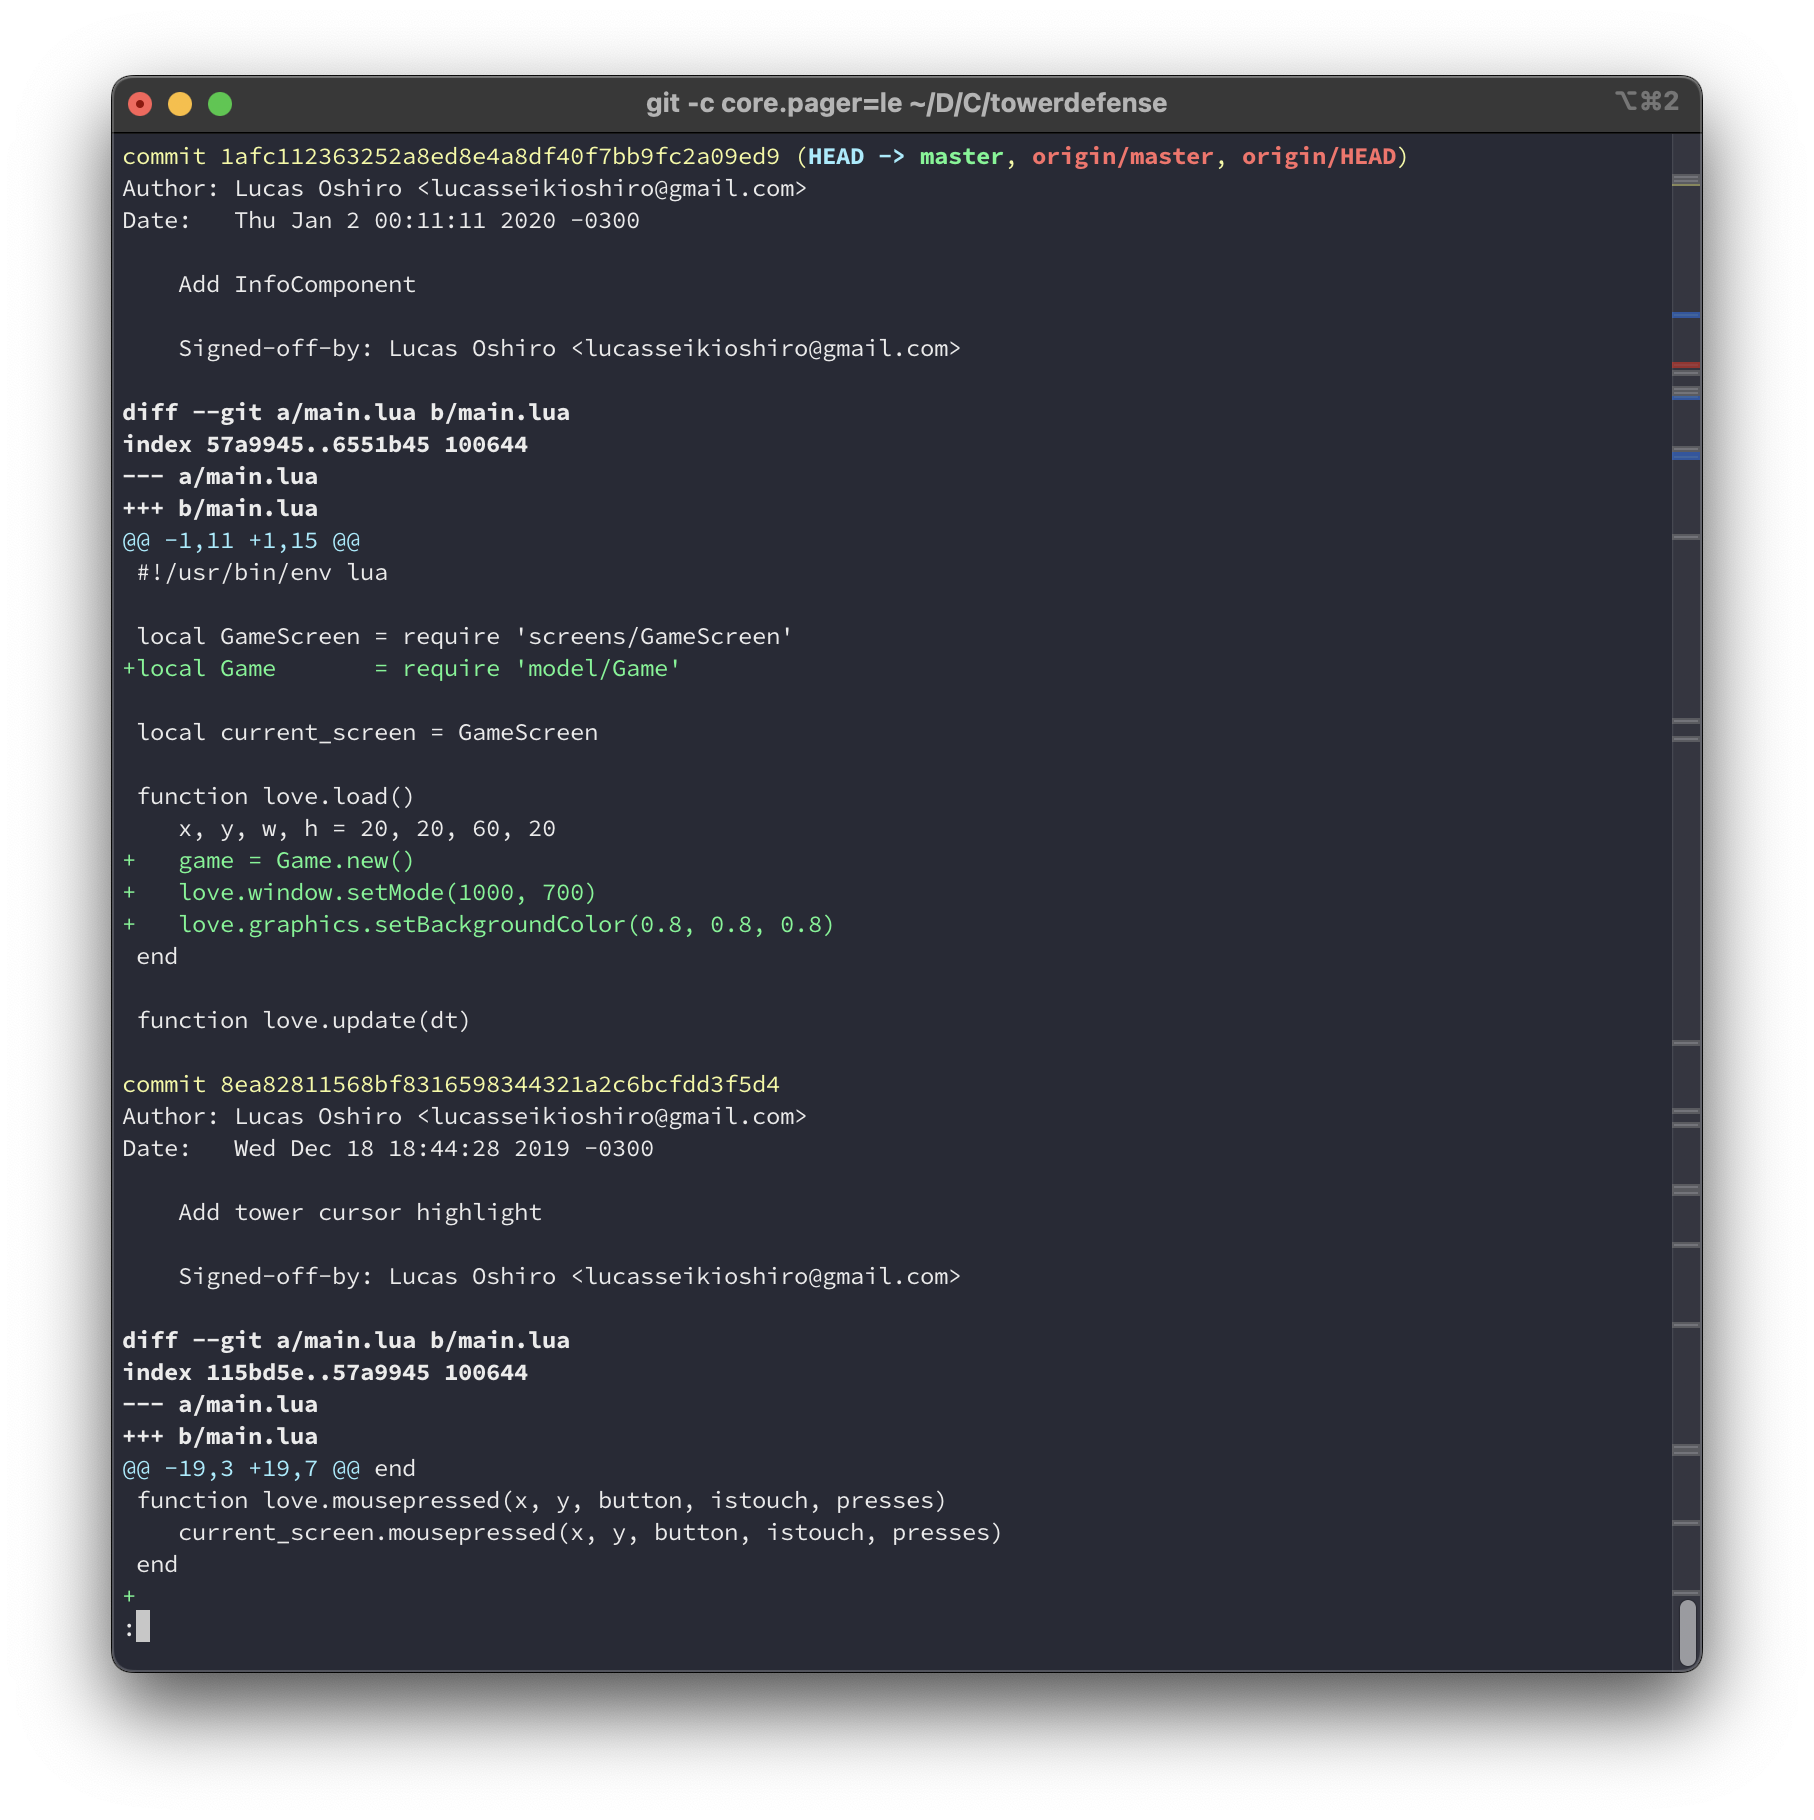 git -c core.pager=le ~/D/C/towerdefense
⌥⌘2
commit 1afc112363252a8ed8e4a8df40f7bb9fc2a09ed9 (HEAD -> master, origin/master, origin/HEAD)
Author: Lucas Oshiro <lucasseikioshiro@gmail.com>
Date:   Thu Jan 2 00:11:11 2020 -0300
    Add InfoComponent
    Signed-off-by: Lucas Oshiro <lucasseikioshiro@gmail.com>
diff --git a/main.lua b/main.lua
index 57a9945..6551b45 100644
--- a/main.lua
+++ b/main.lua
@@ -1,11 +1,15 @@
 #!/usr/bin/env lua
 local GameScreen = require 'screens/GameScreen'
+local Game       = require 'model/Game'
 local current_screen = GameScreen
 function love.load()
    x, y, w, h = 20, 20, 60, 20
+   game = Game.new()
+   love.window.setMode(1000, 700)
+   love.graphics.setBackgroundColor(0.8, 0.8, 0.8)
 end
 function love.update(dt)
commit 8ea82811568bf8316598344321a2c6bcfdd3f5d4
Author: Lucas Oshiro <lucasseikioshiro@gmail.com>
Date:   Wed Dec 18 18:44:28 2019 -0300
    Add tower cursor highlight
    Signed-off-by: Lucas Oshiro <lucasseikioshiro@gmail.com>
diff --git a/main.lua b/main.lua
index 115bd5e..57a9945 100644
--- a/main.lua
+++ b/main.lua
@@ -19,3 +19,7 @@ end
 function love.mousepressed(x, y, button, istouch, presses)
    current_screen.mousepressed(x, y, button, istouch, presses)
 end
+
: